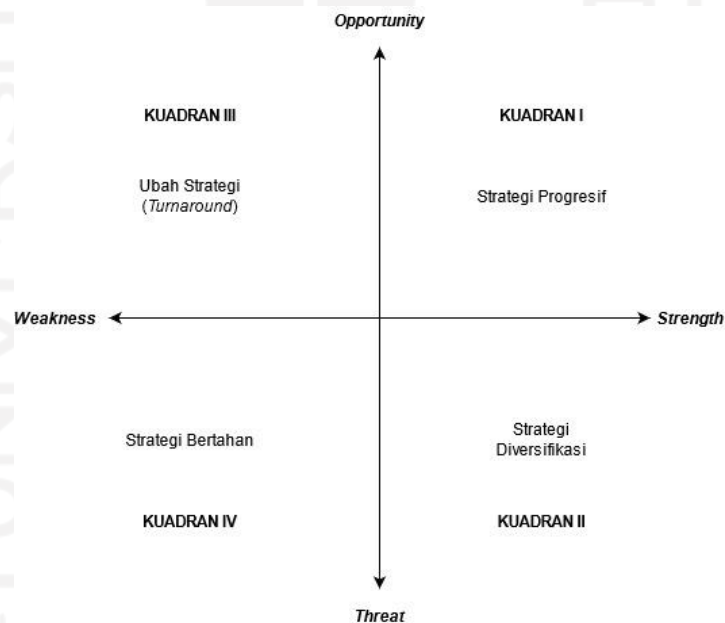 Opportunity
KUADRAN III
KUADRAN I
Ubah Strategi
(Turnaround)
Strategi Progresif
Weakness
Strength
Strategi Bertahan
Strategi
Diversifikasi
KUADRAN IV
KUADRAN II
Threat